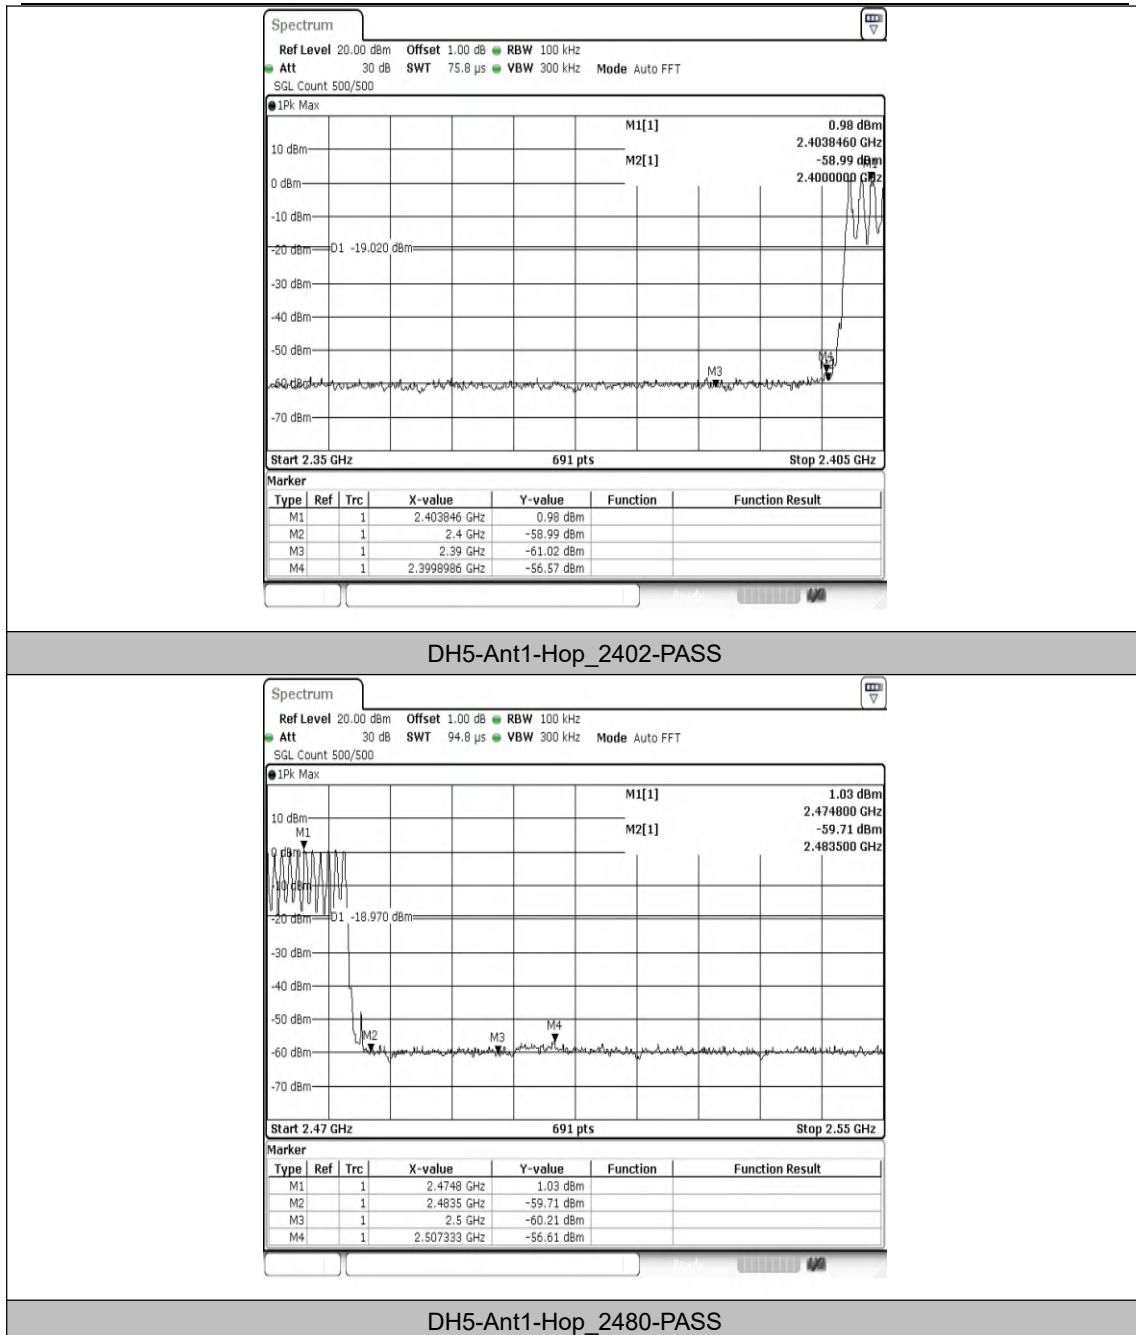 Spectrum
Ref Level 20.00 dBm Offset 1.00 dB RBW 100 kHz
Att 30 dB SWT 75.8 µs VBW 300 kHz Mode Auto FFT
SGL Count 500/500
1Pk Max
M1[1] 0.98 dBm
2.4038460 GHz
M2[1] -58.99 dBm
2.4000000 GHz
M1
10 dBm
0 dBm
-10 dBm
-20 dBm D1 -19.020 dBm
-30 dBm
-40 dBm
-50 dBm
M4
M3
-60 dBm
-70 dBm
Start 2.35 GHz 691 pts Stop 2.405 GHz
Marker
Type Ref Trc X-value Y-value Function Function Result
M1 1 2.403846 GHz 0.98 dBm
M2 1 2.4 GHz -58.99 dBm
M3 1 2.39 GHz -61.02 dBm
M4 1 2.3998986 GHz -56.57 dBm
DH5-Ant1-Hop_2402-PASS
Spectrum
Ref Level 20.00 dBm Offset 1.00 dB RBW 100 kHz
Att 30 dB SWT 94.8 µs VBW 300 kHz Mode Auto FFT
SGL Count 500/500
1Pk Max
M1[1] 1.03 dBm
2.474800 GHz
M2[1] -59.71 dBm
2.483500 GHz
10 dBm
M1
0 dBm
-10 dBm
-20 dBm D1 -18.970 dBm
-30 dBm
-40 dBm
-50 dBm
M2 M3 M4
-60 dBm
-70 dBm
Start 2.47 GHz 691 pts Stop 2.55 GHz
Marker
Type Ref Trc X-value Y-value Function Function Result
M1 1 2.4748 GHz 1.03 dBm
M2 1 2.4835 GHz -59.71 dBm
M3 1 2.5 GHz -60.21 dBm
M4 1 2.507333 GHz -56.61 dBm
DH5-Ant1-Hop_2480-PASS